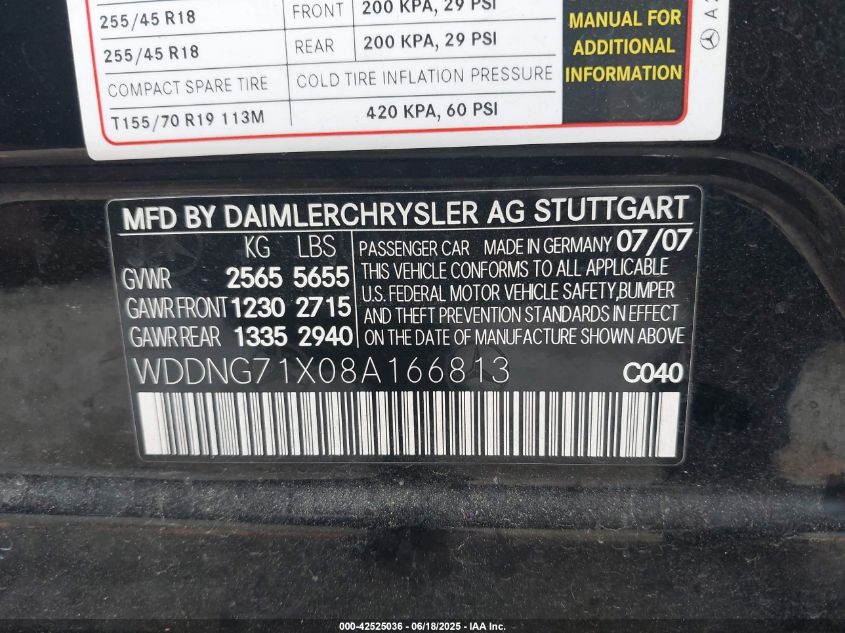 255/45 R18 FRONT 200 KPA, 29 PSI
255/45 R18 REAR 200 KPA, 29 PSI
COMPACT SPARE TIRE COLD TIRE INFLATION PRESSURE
T155/70 R19 113M 420 KPA, 60 PSI
MANUAL FOR
ADDITIONAL
INFORMATION
MFD BY DAIMLERCHRYSLER AG STUTTGART
KG LBS
GVWR 2565 5655
GAWR FRONT 1230 2715
GAWR REAR 1335 2940
PASSENGER CAR MADE IN GERMANY 07/07
THIS VEHICLE CONFORMS TO ALL APPLICABLE
U.S. FEDERAL MOTOR VEHICLE SAFETY,BUMPER
AND THEFT PREVENTION STANDARDS IN EFFECT
ON THE DATE OF MANUFACTURE SHOWN ABOVE
WDDNG71X08A166813 C040
000-42525036 - 06/18/2025 - IAA Inc.